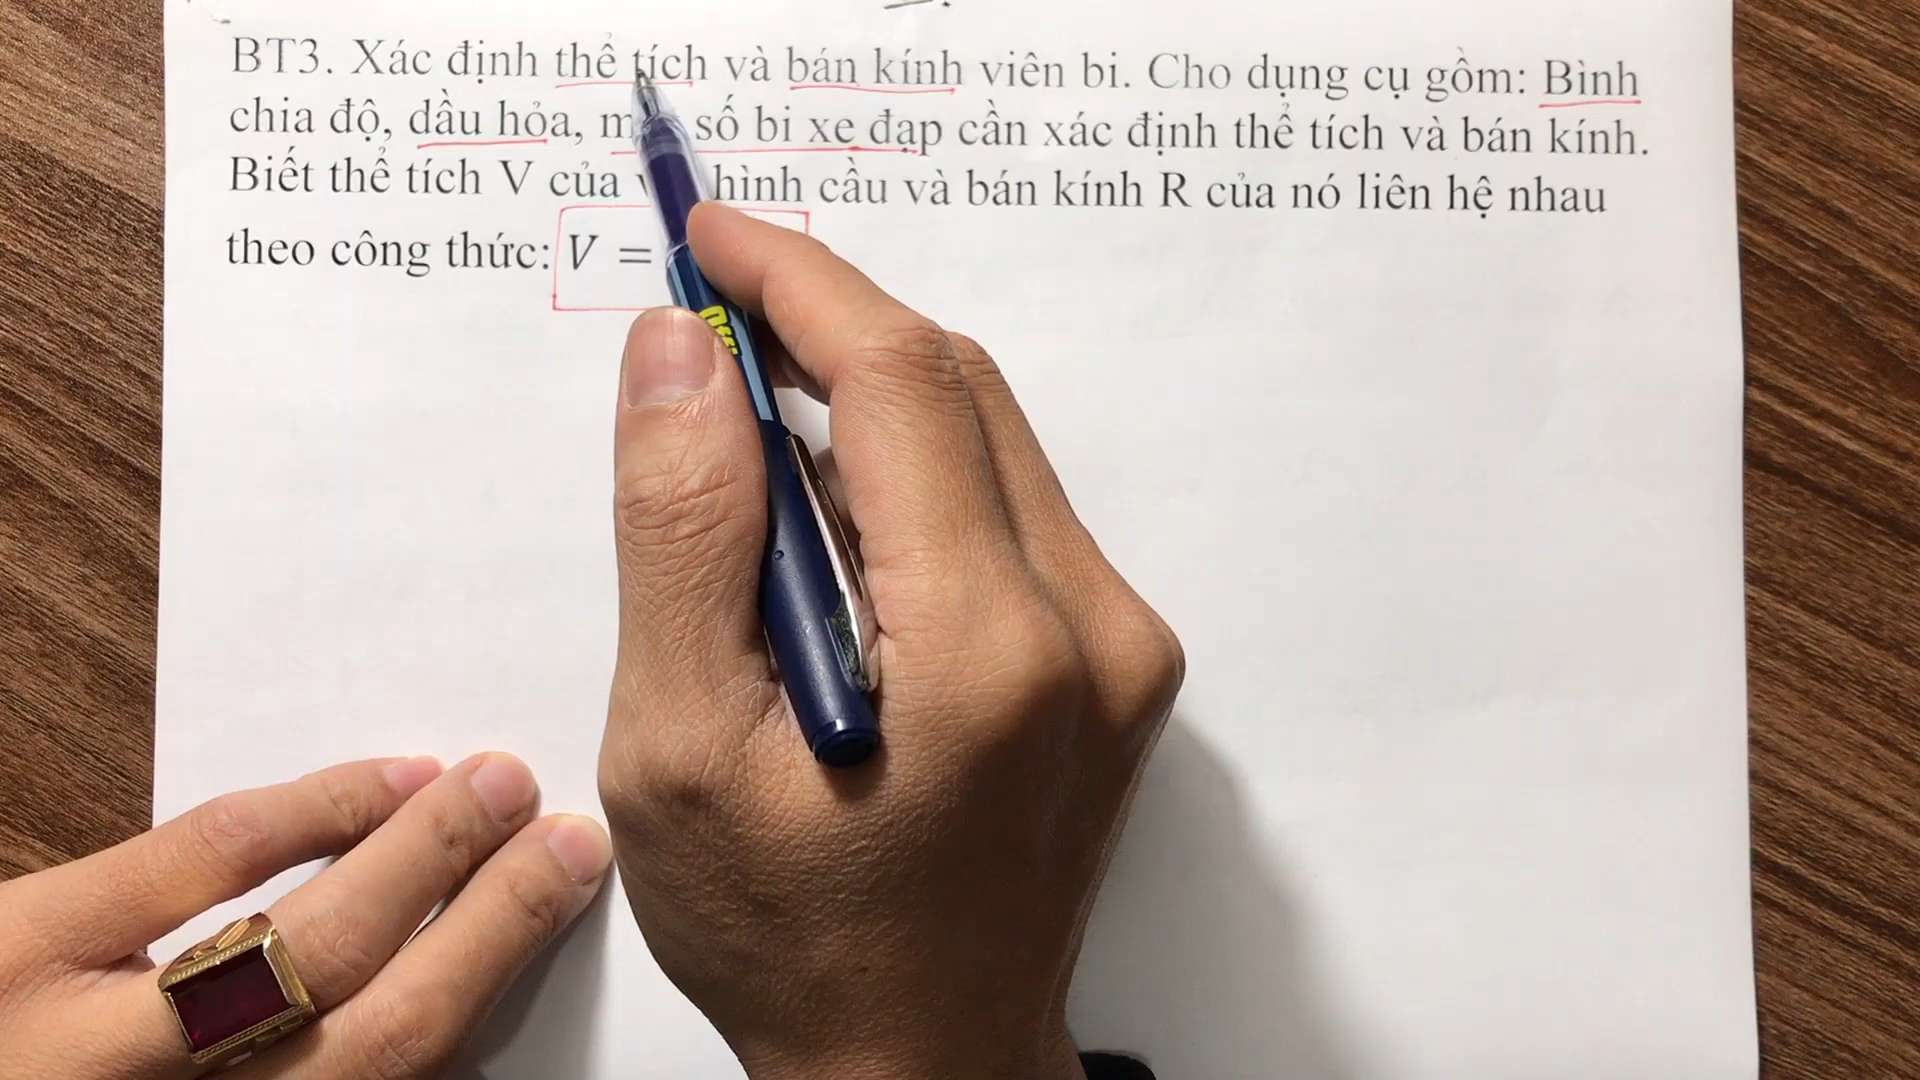 BT3. Xác định thể tích và bán kính viên bi. Cho dụng cụ gồm: Bình
chia độ, dầu hỏa, số bi xe đạp cần xác định thể tích và bán kính.
Biết thể tích V của hình cầu và bán kính R của nó liên hệ nhau
theo công thức: V =
Offi